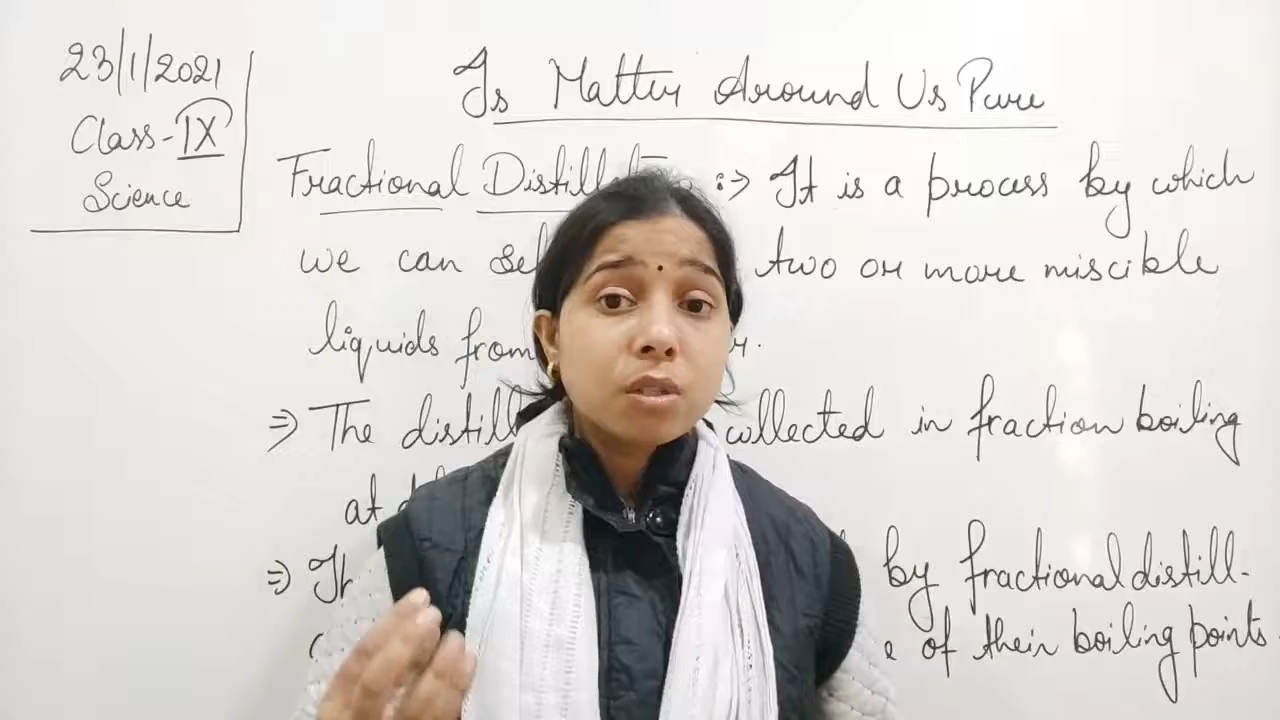 23/1/2021
Class-IX
Science
Is Matter Around Us Pure
Fractional :→ It is a process by which
we can two or more miscible
liquids from
⇒ The collected in fraction boiling
at
⇒ by fractional distill-
of their boiling points